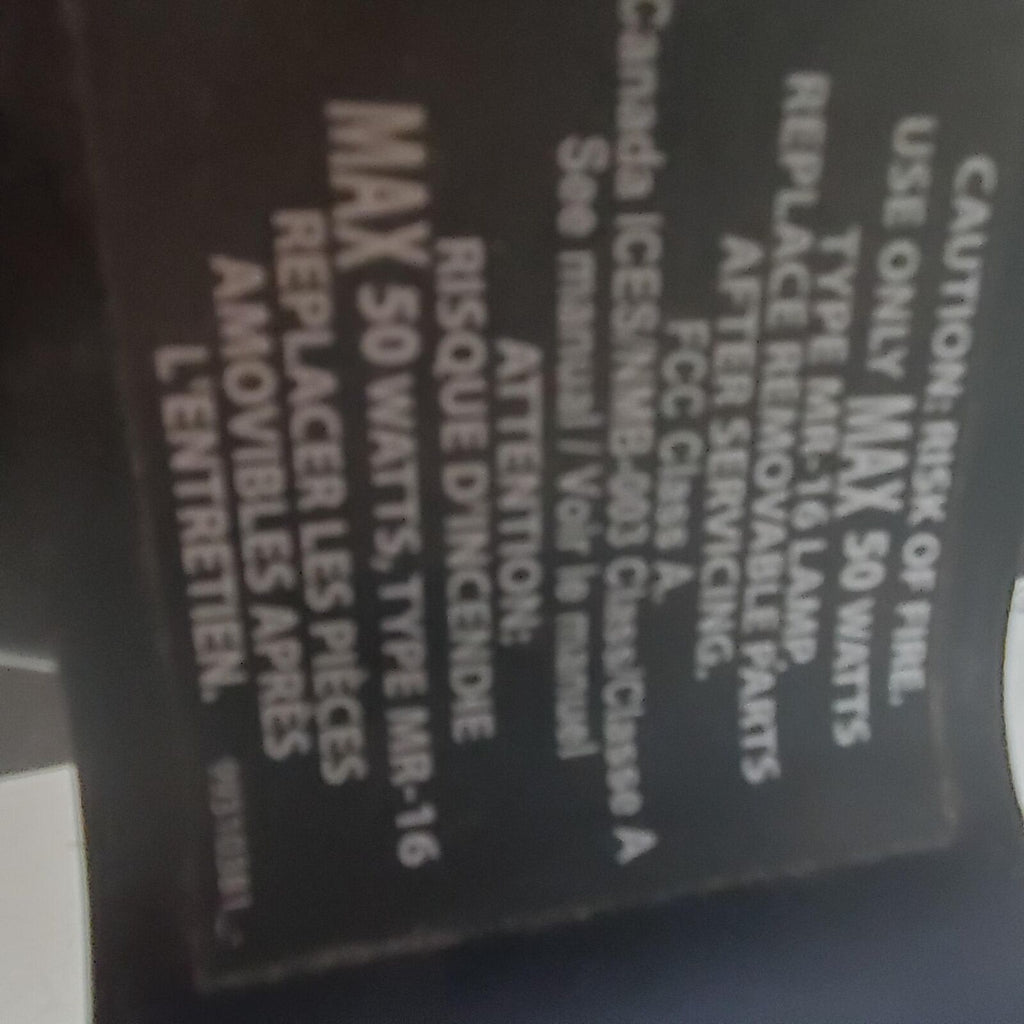 CAUTION: RISK OF FIRE.
USE ONLY MAX 50 WATTS
TYPE MR-16 LAMP.
REPLACE REMOVABLE PARTS
AFTER SERVICING.
FCC Class A.
Canada ICES/NMB-003 Class/Classe A
See manual / Voir le manuel
ATTENTION:
RISQUE D'INCENDIE
MAX 50 WATTS, TYPE MR-16
REPLACER LES PIÈCES
AMOVIBLES APRÈS
L'ENTRETIEN.